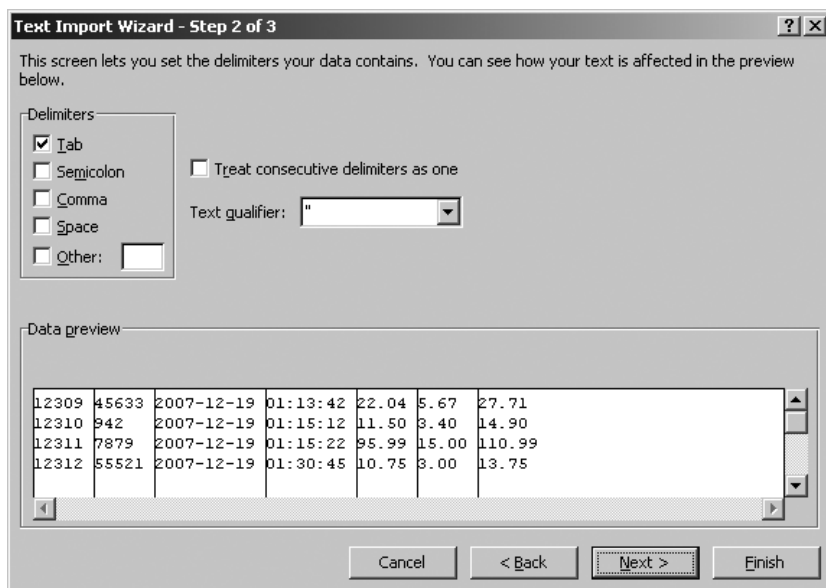 Text Import Wizard - Step 2 of 3
This screen lets you set the delimiters your data contains. You can see how your text is affected in the preview
below.
Delimiters
Tab
Semicolon
Comma
Space
Other:
Treat consecutive delimiters as one
Text qualifier: "
Data preview
12309 45633 2007-12-19 01:13:42 22.04 5.67 27.71
12310 942 2007-12-19 01:15:12 11.50 3.40 14.90
12311 7879 2007-12-19 01:15:22 95.99 15.00 110.99
12312 55521 2007-12-19 01:30:45 10.75 3.00 13.75
Cancel < Back Next > Finish